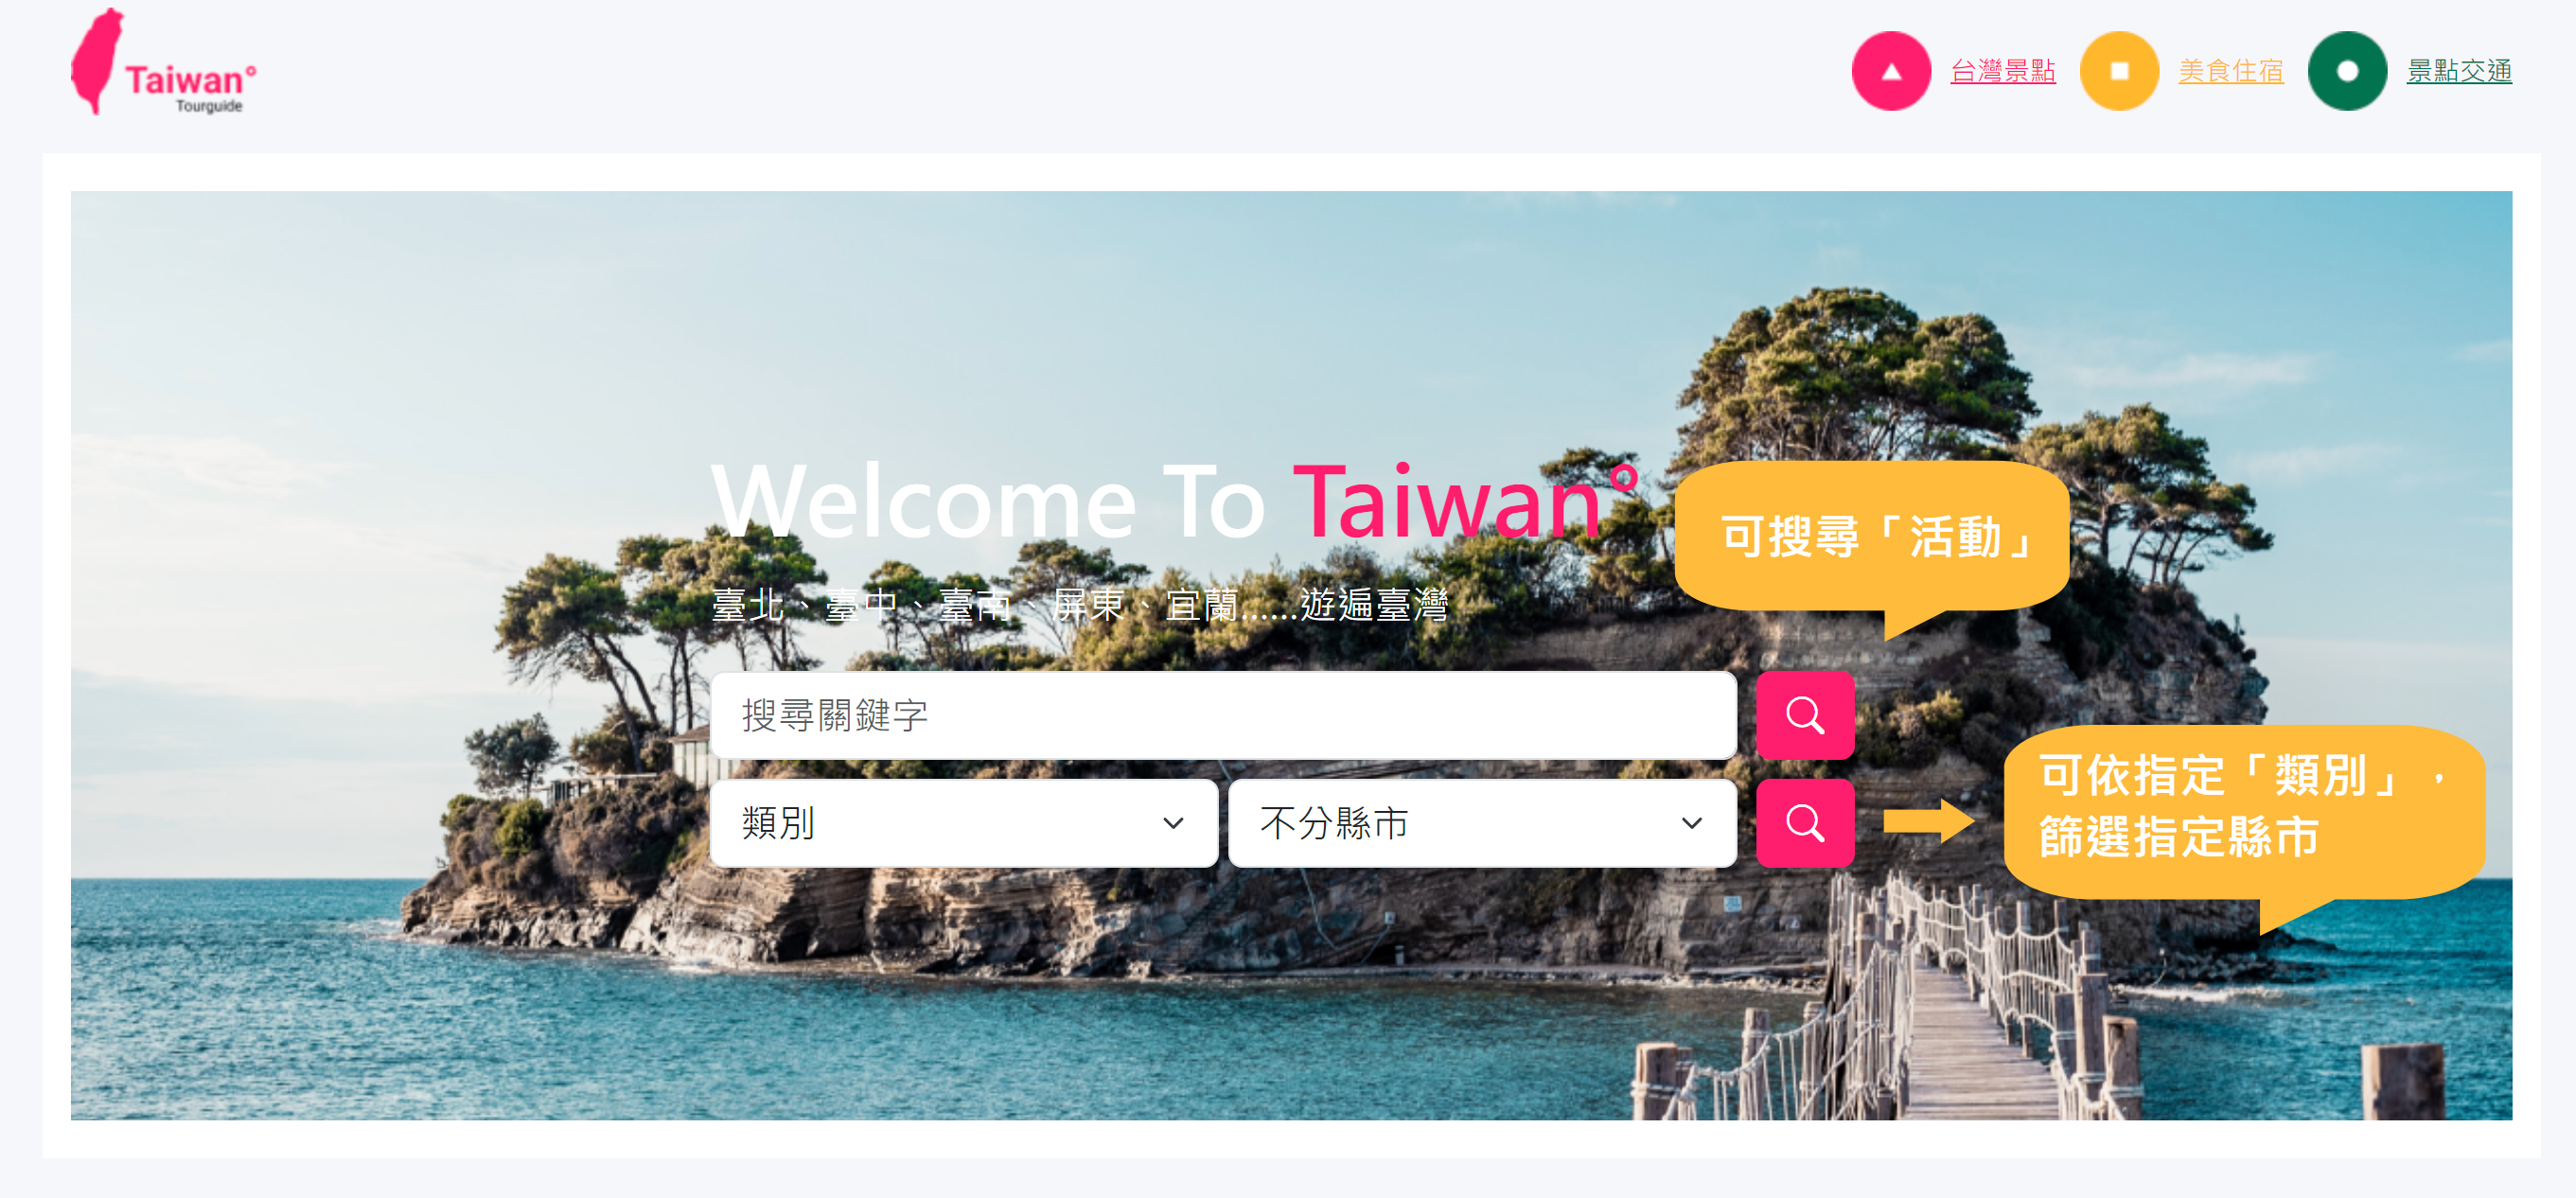 Taiwan°
Tourguide
台灣景點
美食住宿
景點交通
Welcome To Taiwan°
臺北、臺中、臺南、屏東、宜蘭......遊遍臺灣
可搜尋「活動」
搜尋關鍵字
類別
不分縣市
可依指定「類別」，
篩選指定縣市